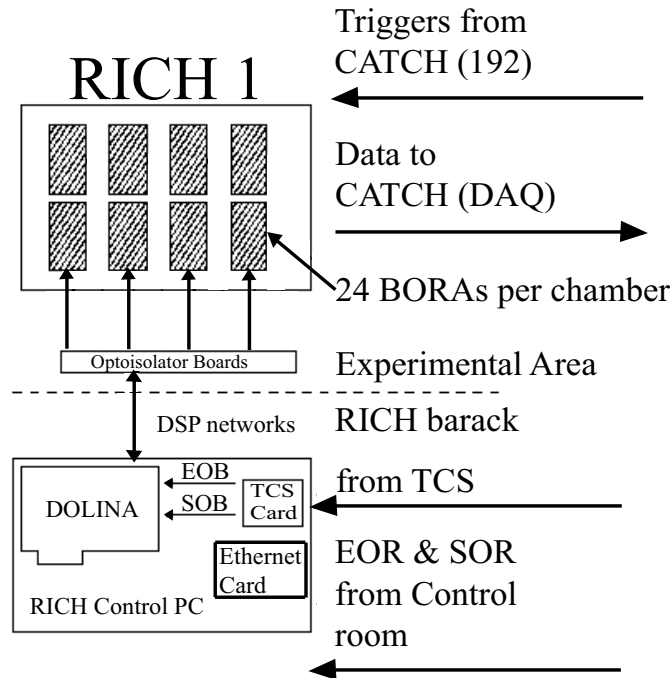 Triggers from
CATCH (192)
RICH 1
Data to
CATCH (DAQ)
24 BORAs per chamber
Optoisolator Boards
Experimental Area
DSP networks
RICH barack
EOB
SOB
DOLINA
TCS
Card
from TCS
Ethernet
Card
RICH Control PC
EOR & SOR
from Control
room